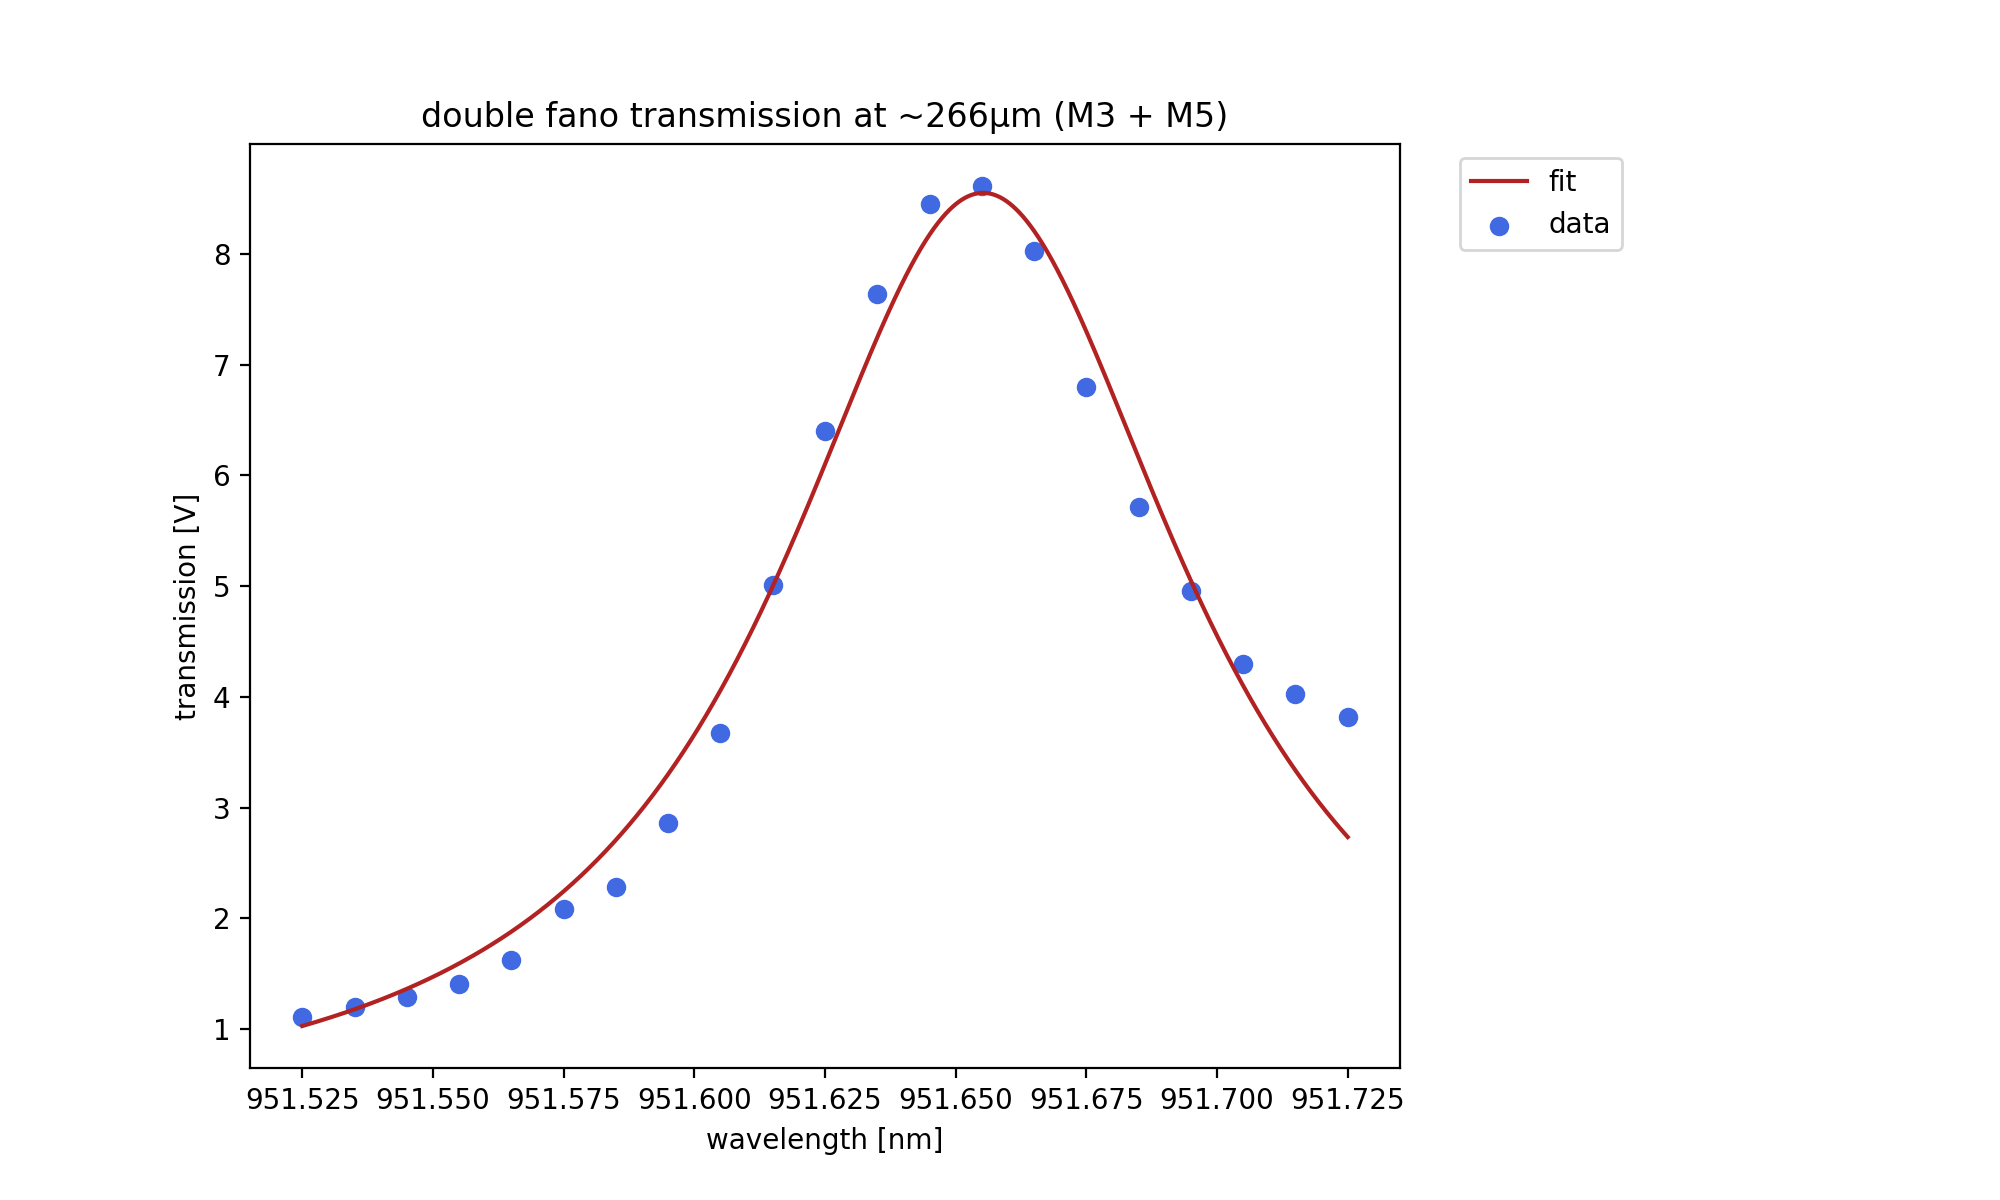 double fano transmission at ~266μm (M3 + M5)
fit
data
transmission [V]
8
7
6
5
4
3
2
1
951.525 951.550 951.575 951.600 951.625 951.650 951.675 951.700 951.725
wavelength [nm]